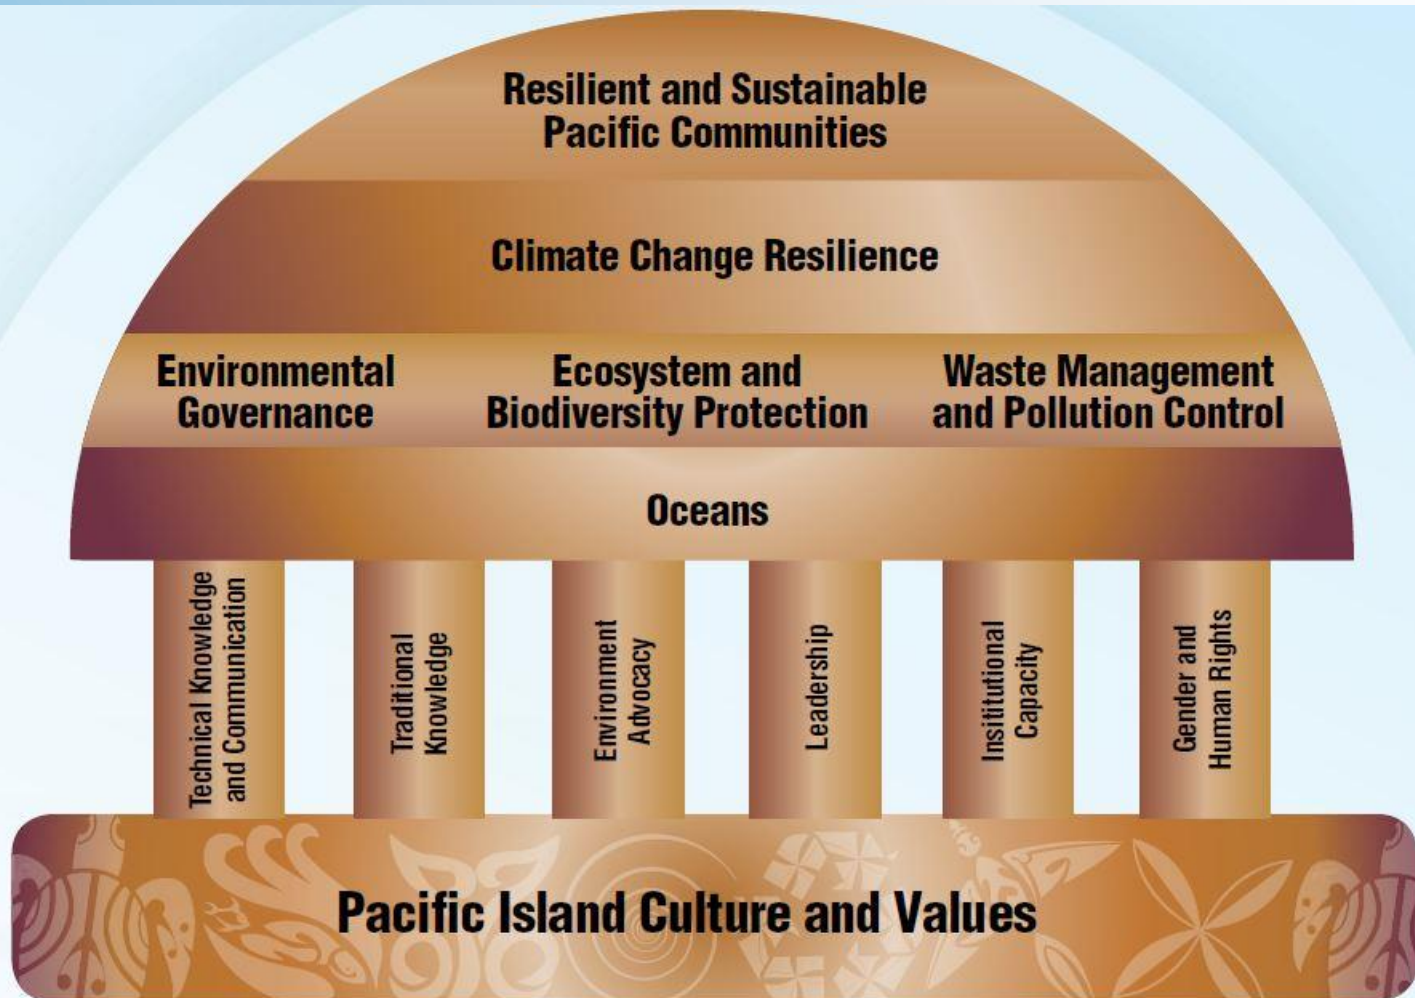 Resilient and Sustainable
Pacific Communities
Climate Change Resilience
Environmental
Governance
Ecosystem and
Biodiversity Protection
Waste Management
and Pollution Control
Oceans
Technical Knowledge
and Communication
Traditional
Knowledge
Environment
Advocacy
Leadership
Insititutional
Capacity
Gender and
Human Rights
Pacific Island Culture and Values